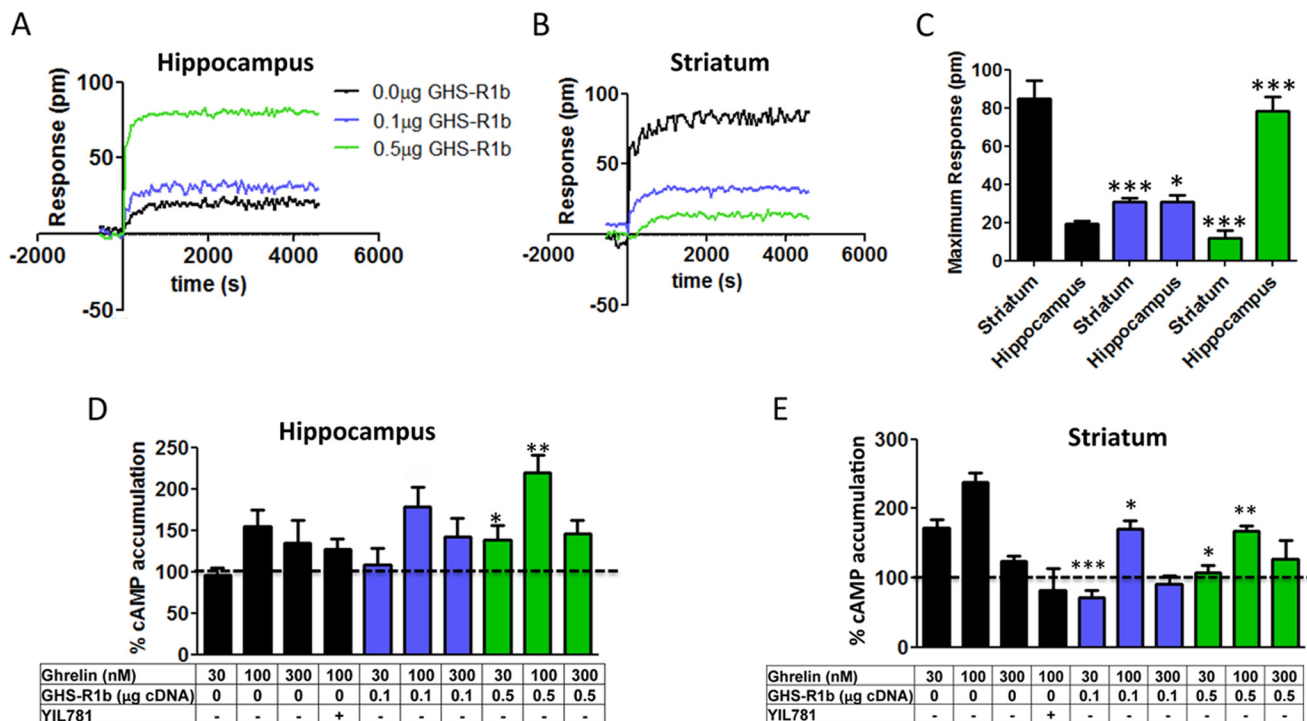 A
Hippocampus
Response (pm)
100
50
-50
-2000 0 2000 4000 6000
time (s)
0.0μg GHS-R1b
0.1μg GHS-R1b
0.5μg GHS-R1b
B
Striatum
Response (pm)
100
50
-50
-2000 0 2000 4000 6000
time (s)
C
Maximum Response (pm)
100
80
60
40
20
0
*** * *** ***
Striatum
Hippocampus
Striatum
Hippocampus
Striatum
Hippocampus
D
Hippocampus
% cAMP accumulation
250
200
150
100
50
0
* **
Ghrelin (nM) 30 100 300 100 30 100 300 30 100 300
GHS-R1b (μg cDNA) 0 0 0 0 0.1 0.1 0.1 0.5 0.5 0.5
YIL781 - - - + - - - - - -
E
Striatum
% cAMP accumulation
300
200
100
0
*** * * **
Ghrelin (nM) 30 100 300 100 30 100 300 30 100 300
GHS-R1b (μg cDNA) 0 0 0 0 0.1 0.1 0.1 0.5 0.5 0.5
YIL781 - - - + - - - - - -